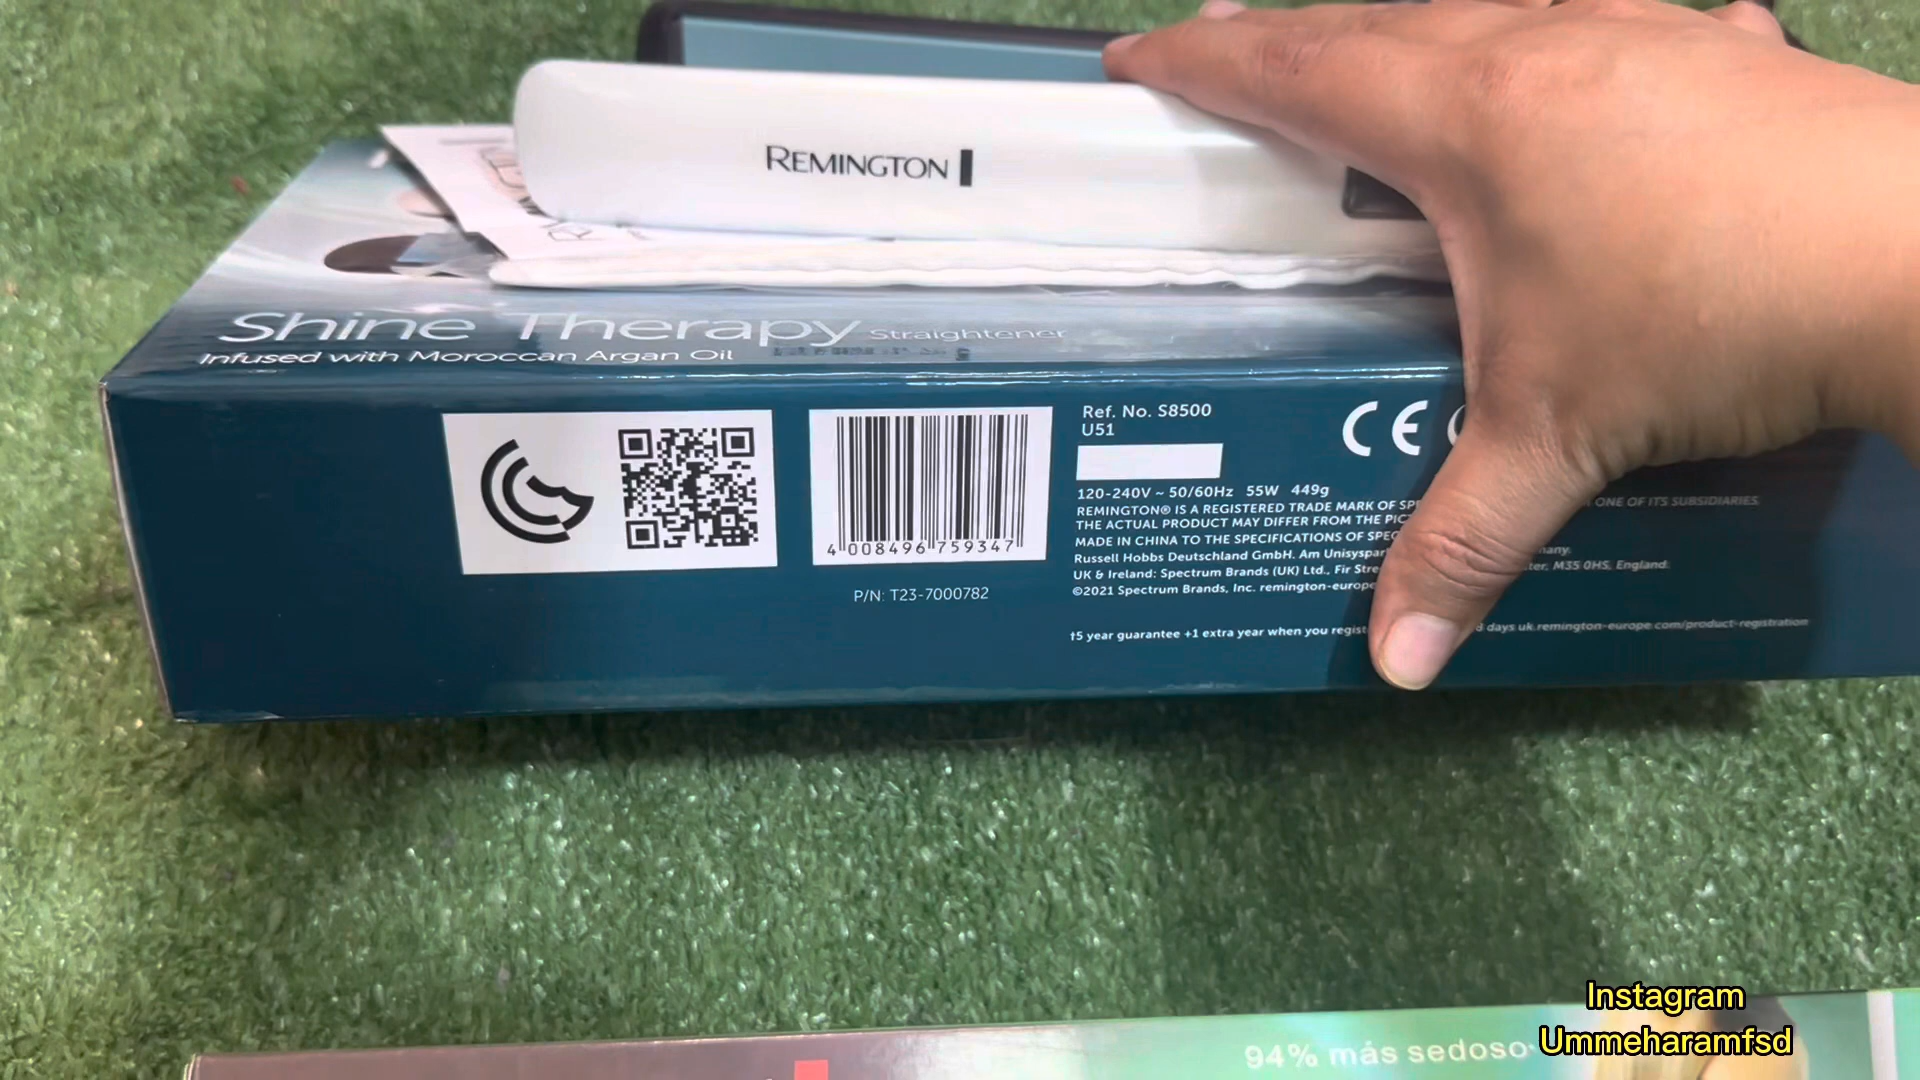 REMINGTON
Shine Therapy Straightener
Infused with Moroccan Argan Oil
Ref. No. S8500
U51
CE
120-240V ~ 50/60Hz 55W 449g
REMINGTON® IS A REGISTERED TRADE MARK OF ONE OF ITS SUBSIDIARIES.
THE ACTUAL PRODUCT MAY DIFFER FROM THE
MADE IN CHINA TO THE SPECIFICATIONS OF
Russell Hobbs Deutschland GmbH. Am
UK & Ireland: Spectrum Brands (UK) Ltd., Fir M35 0HS, England.
©2021 Spectrum Brands, Inc.
†5 year guarantee +1 extra year when you days uk.remington-europe.com/product-registration
4 008496 759347
P/N: T23-7000782
94% más sedoso
Instagram
Ummeharamfsd